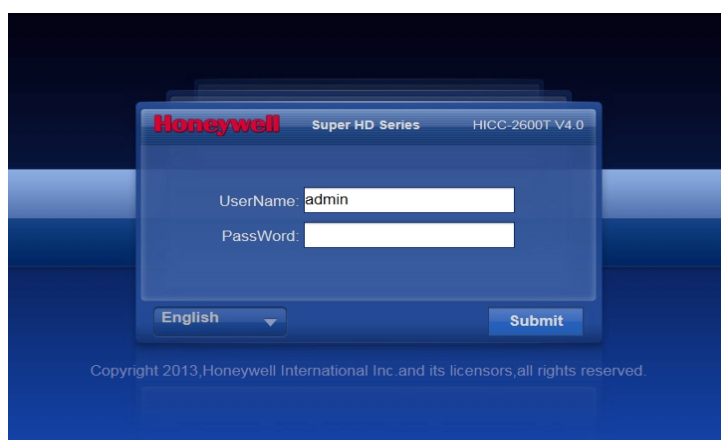 Honeywell Super HD Series HICC-2600T V4.0
UserName: admin
PassWord:
English Submit
Copyright 2013,Honeywell International Inc.and its licensors,all rights reserved.